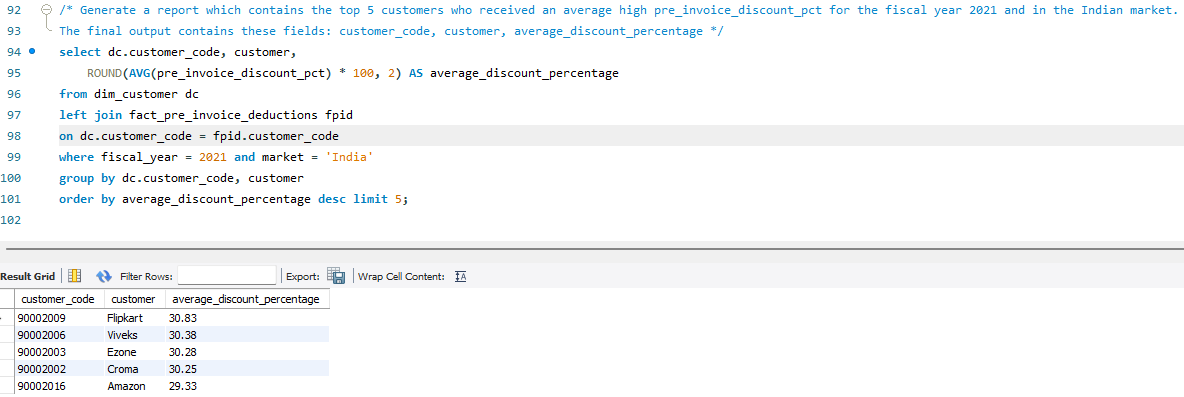 92 /* Generate a report which contains the top 5 customers who received an average high pre_invoice_discount_pct for the fiscal year 2021 and in the Indian market.
93 The final output contains these fields: customer_code, customer, average_discount_percentage */
94 select dc.customer_code, customer,
95 ROUND(AVG(pre_invoice_discount_pct) * 100, 2) AS average_discount_percentage
96 from dim_customer dc
97 left join fact_pre_invoice_deductions fpid
98 on dc.customer_code = fpid.customer_code
99 where fiscal_year = 2021 and market = 'India'
100 group by dc.customer_code, customer
101 order by average_discount_percentage desc limit 5;
102
Result Grid Filter Rows: Export: Wrap Cell Content: IA
customer_code customer average_discount_percentage
90002009 Flipkart 30.83
90002006 Viveks 30.38
90002003 Ezone 30.28
90002002 Croma 30.25
90002016 Amazon 29.33